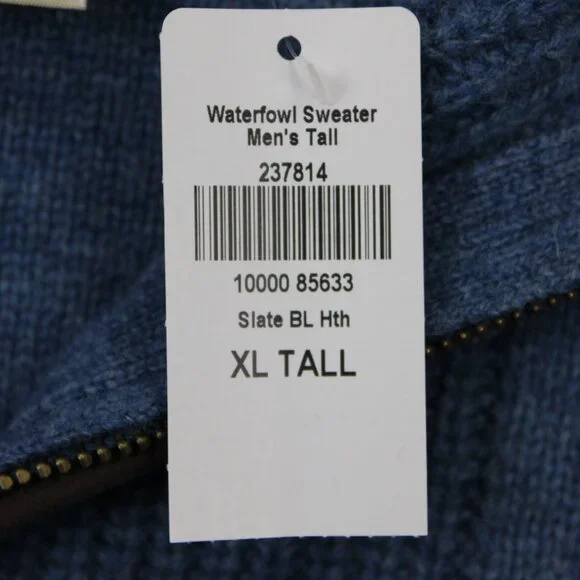 Waterfowl Sweater
Men's Tall
237814
10000 85633
Slate BL Hth
XL TALL